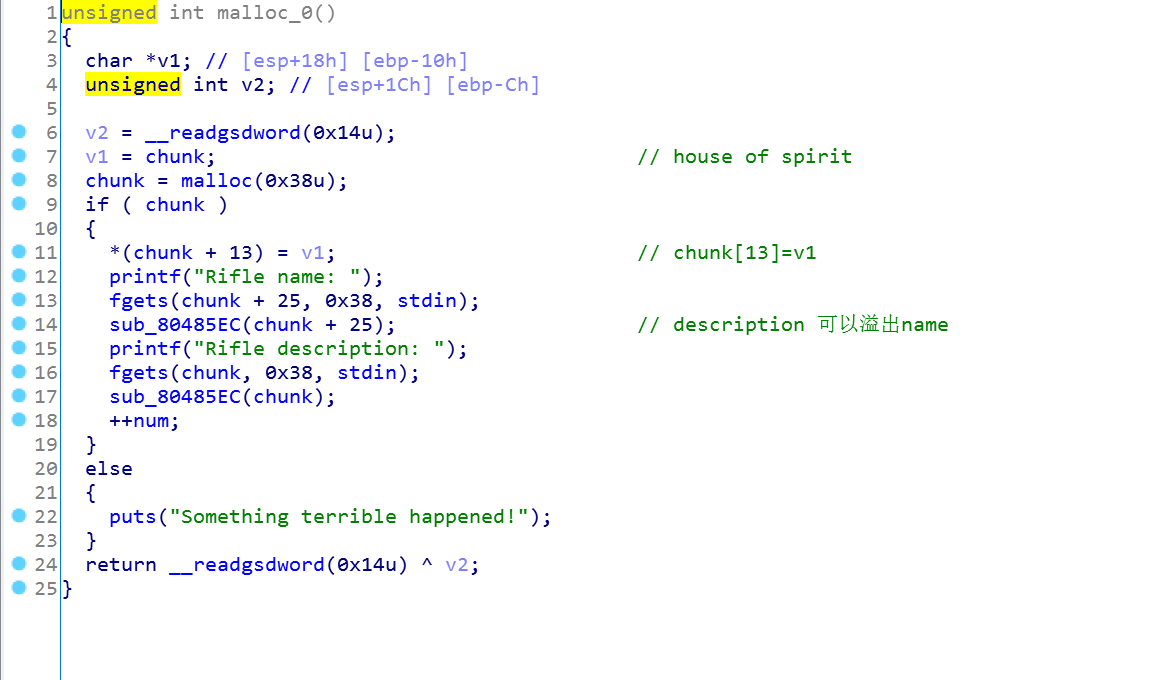 1 unsigned int malloc_0()
2 {
3 char *v1; // [esp+18h] [ebp-10h]
4 unsigned int v2; // [esp+1Ch] [ebp-Ch]
5
6 v2 = __readgsdword(0x14u);
7 v1 = chunk; // house of spirit
8 chunk = malloc(0x38u);
9 if ( chunk )
10 {
11 *(chunk + 13) = v1; // chunk[13]=v1
12 printf("Rifle name: ");
13 fgets(chunk + 25, 0x38, stdin);
14 sub_80485EC(chunk + 25); // description 可以溢出name
15 printf("Rifle description: ");
16 fgets(chunk, 0x38, stdin);
17 sub_80485EC(chunk);
18 ++num;
19 }
20 else
21 {
22 puts("Something terrible happened!");
23 }
24 return __readgsdword(0x14u) ^ v2;
25 }